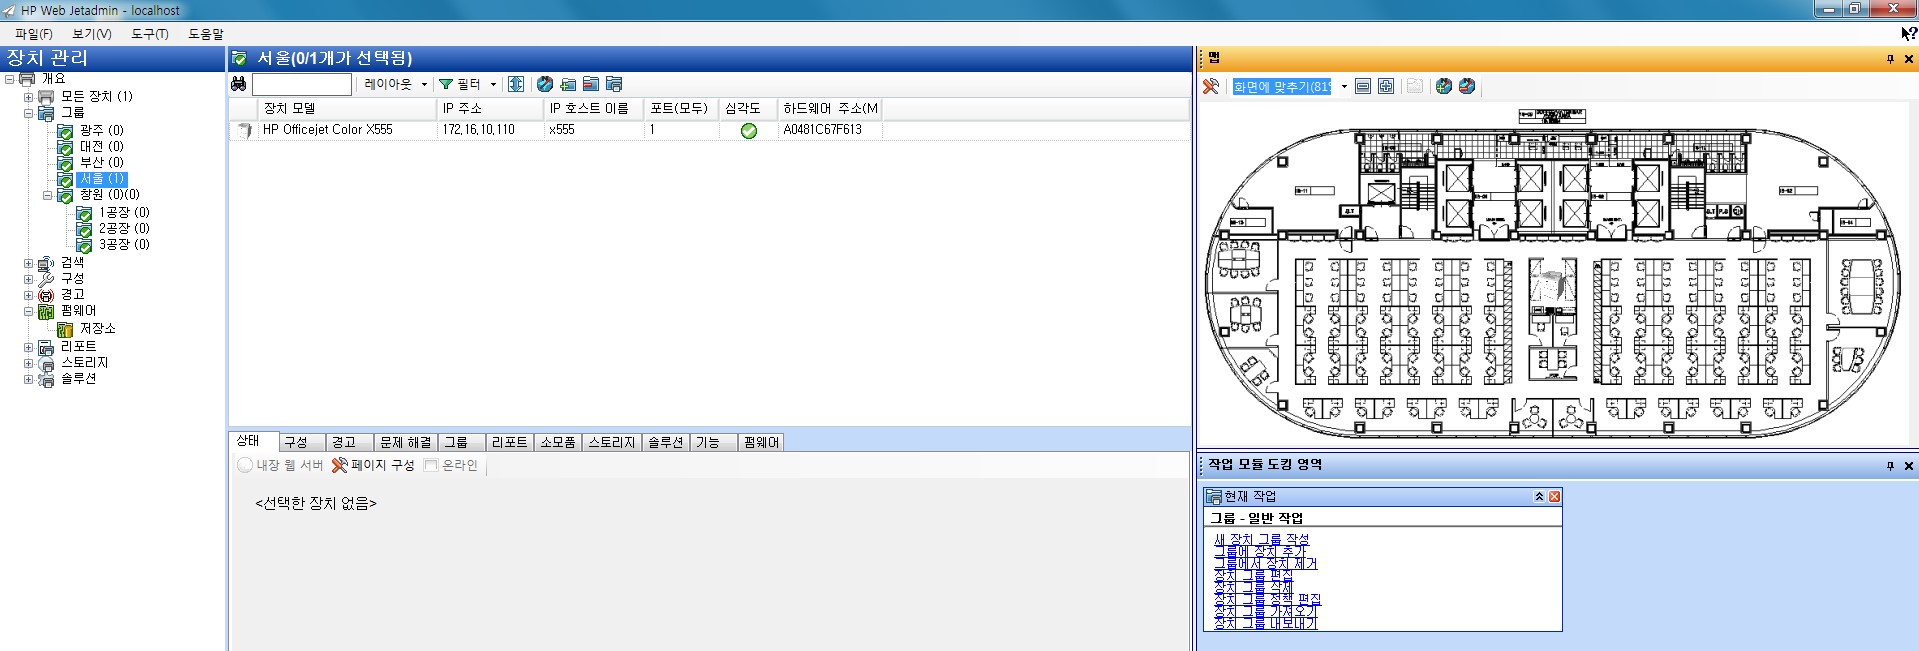 HP Web Jetadmin - localhost
파일(F) 보기(V) 도구(T) 도움말
장치 관리
개요
모든 장치 (1)
그룹
광주 (0)
대전 (0)
부산 (0)
서울 (1)
창원 (0)(0)
1공장 (0)
2공장 (0)
3공장 (0)
검색
구성
경고
펌웨어
저장소
리포트
스토리지
솔루션
서울(0/1개가 선택됨)
레이아웃 필터
장치 모델 IP 주소 IP 호스트 이름 포트(모두) 심각도 하드웨어 주소(M
HP Officejet Color X555 172,16,10,110 x555 1 A0481C67F613
상태 구성 경고 문제 해결 그룹 리포트 소모품 스토리지 솔루션 기능 펌웨어
내장 웹 서버 페이지 구성 온라인
<선택한 장치 없음>
맵
화면에 맞추기(81%
작업 모듈 도킹 영역
현재 작업
그룹 - 일반 작업
새 장치 그룹 작성
그룹에 장치 추가
그룹에서 장치 제거
장치 그룹 편집
장치 그룹 삭제
장치 그룹 정책 편집
장치 그룹 가져오기
장치 그룹 내보내기